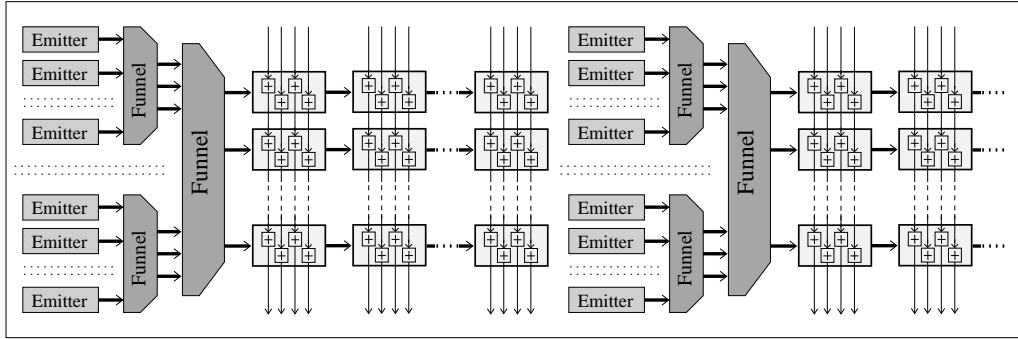 Emitter
Emitter
Emitter
Funnel
Emitter
Emitter
Emitter
Funnel
Funnel
+ + + +
+ + + +
+ + + +
+ + + +
+ + + +
+ + + +
+ + + +
+ + + +
+ + + +
Emitter
Emitter
Emitter
Funnel
Emitter
Emitter
Emitter
Funnel
Funnel
+ + + +
+ + + +
+ + + +
+ + + +
+ + + +
+ + + +